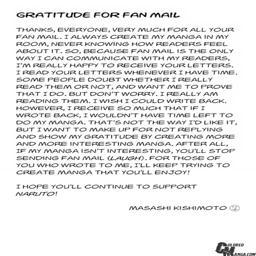 GRATITUDE FOR FAN MAIL
THANKS, EVERYONE, VERY MUCH FOR ALL YOUR
FAN MAIL. I ALWAYS CREATE MY MANGA IN MY
ROOM, NEVER KNOWING HOW READERS FEEL
ABOUT IT. SO, BECAUSE FAN MAIL IS THE ONLY
WAY I CAN COMMUNICATE WITH MY READERS,
I'M REALLY HAPPY TO RECEIVE YOUR LETTERS.
I READ YOUR LETTERS WHENEVER I HAVE TIME.
SOME PEOPLE DOUBT WHETHER I REALLY
READ THEM OR NOT, AND WANT ME TO PROVE
THAT I DO. BUT DON'T WORRY. I REALLY AM
READING THEM. I WISH I COULD WRITE BACK.
HOWEVER, I RECEIVE SO MUCH THAT IF I
WROTE BACK, I WOULDN'T HAVE TIME LEFT TO
DO MY MANGA. THAT'S NOT THE WAY I'D LIKE IT,
BUT I WANT TO MAKE UP FOR NOT REPLYING
AND SHOW MY GRATITUDE BY CREATING MORE
AND MORE INTERESTING MANGA. AFTER ALL,
IF MY MANGA ISN'T INTERESTING, YOU'LL STOP
SENDING FAN MAIL (LAUGH). FOR THOSE OF
YOU WHO WROTE TO ME, I'LL KEEP TRYING TO
CREATE MANGA THAT YOU'LL ENJOY!
I HOPE YOU'LL CONTINUE TO SUPPORT
NARUTO!
MASASHI KISHIMOTO
COLORED
MANGA.COM